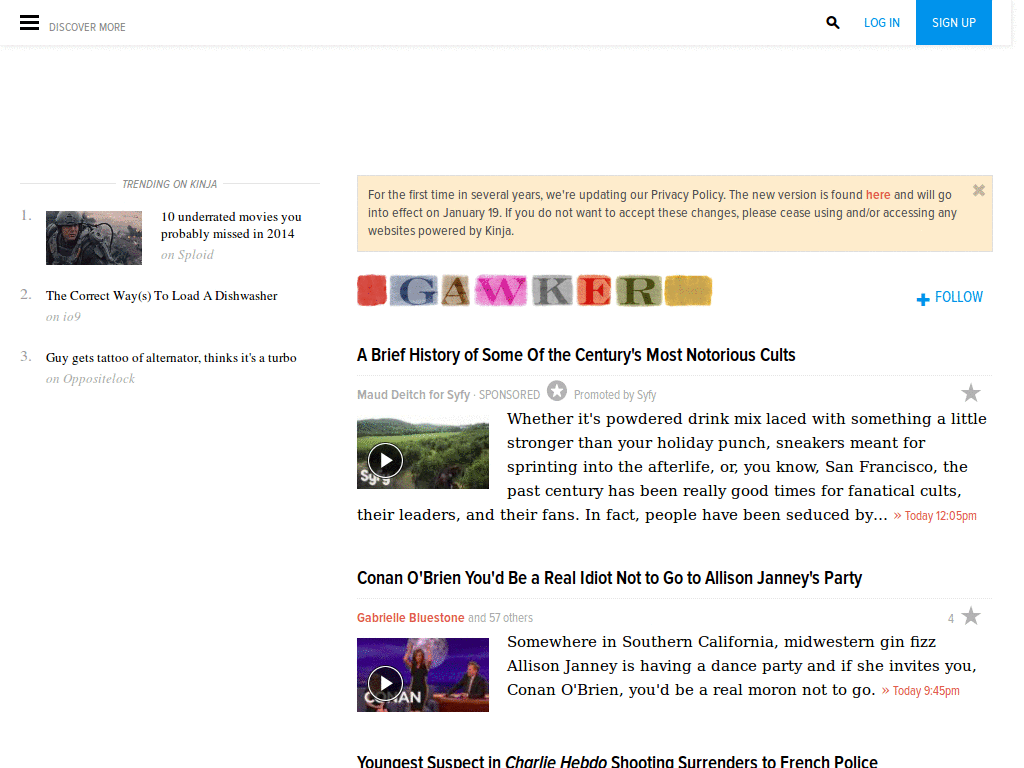 DISCOVER MORE
LOG IN
SIGN UP
TRENDING ON KINJA
1.
10 underrated movies you
probably missed in 2014
on Sploid
2.
The Correct Way(s) To Load A Dishwasher
on io9
3.
Guy gets tattoo of alternator, thinks it's a turbo
on Oppositelock
For the first time in several years, we're updating our Privacy Policy. The new version is found here and will go
into effect on January 19. If you do not want to accept these changes, please cease using and/or accessing any
websites powered by Kinja.
GAWKER
FOLLOW
A Brief History of Some Of the Century's Most Notorious Cults
Maud Deitch for Syfy · SPONSORED Promoted by Syfy
Syfy
Whether it's powdered drink mix laced with something a little
stronger than your holiday punch, sneakers meant for
sprinting into the afterlife, or, you know, San Francisco, the
past century has been really good times for fanatical cults,
their leaders, and their fans. In fact, people have been seduced by... » Today 12:05pm
Conan O'Brien You'd Be a Real Idiot Not to Go to Allison Janney's Party
Gabrielle Bluestone and 57 others
4
CONAN
Somewhere in Southern California, midwestern gin fizz
Allison Janney is having a dance party and if she invites you,
Conan O'Brien, you'd be a real moron not to go. » Today 9:45pm
Youngest Suspect in Charlie Hebdo Shooting Surrenders to French Police